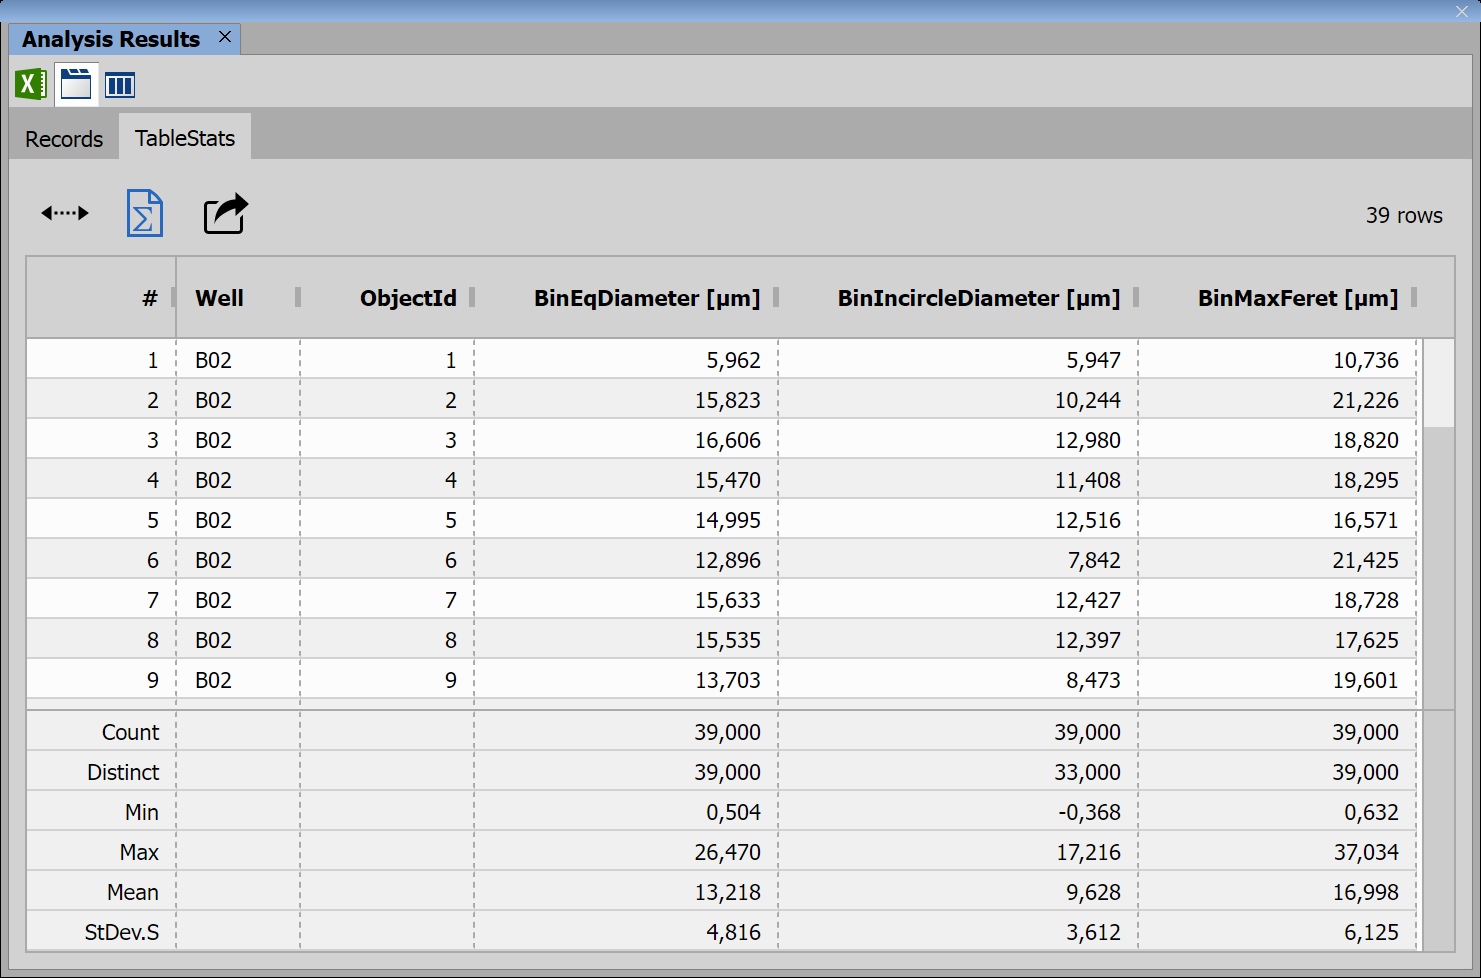 Analysis Results
Records TableStats
39 rows
# Well ObjectId BinEqDiameter [µm] BinIncircleDiameter [µm] BinMaxFeret [µm]
1 B02 1 5,962 5,947 10,736
2 B02 2 15,823 10,244 21,226
3 B02 3 16,606 12,980 18,820
4 B02 4 15,470 11,408 18,295
5 B02 5 14,995 12,516 16,571
6 B02 6 12,896 7,842 21,425
7 B02 7 15,633 12,427 18,728
8 B02 8 15,535 12,397 17,625
9 B02 9 13,703 8,473 19,601
Count 39,000 39,000 39,000
Distinct 39,000 33,000 39,000
Min 0,504 -0,368 0,632
Max 26,470 17,216 37,034
Mean 13,218 9,628 16,998
StDev.S 4,816 3,612 6,125